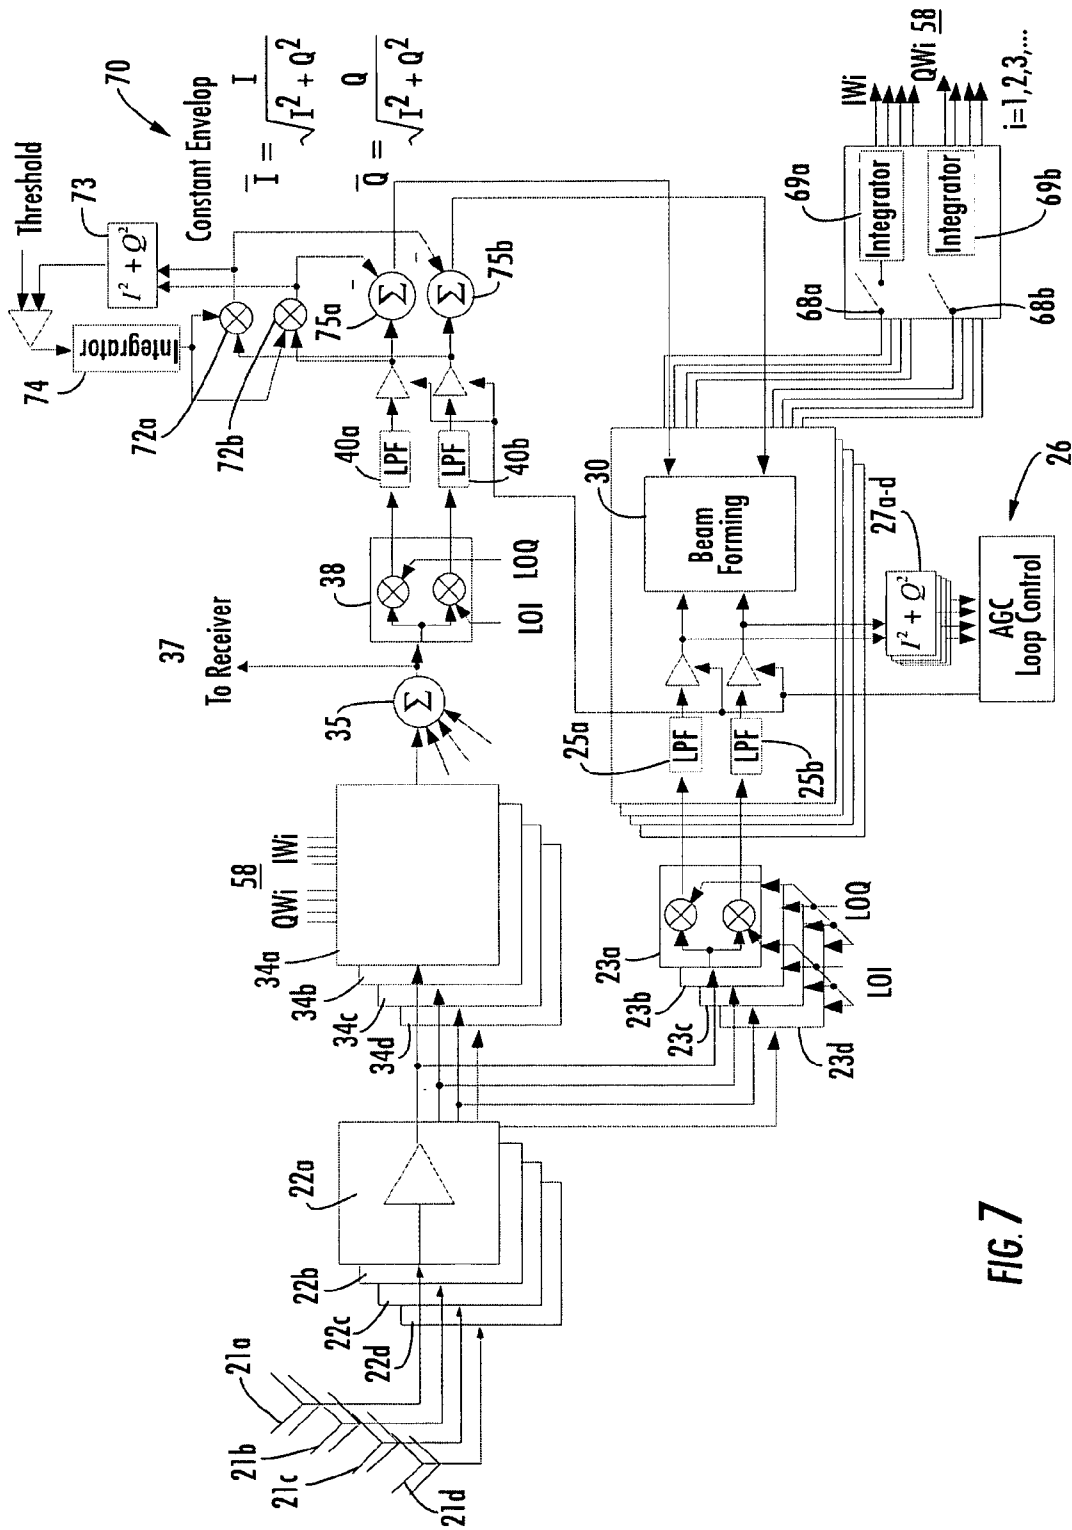 21a
21b
21c
21d
22a
22b
22c
22d
34a
34b
34c
34d
QWi
58
IWi
35
To Receiver
37
38
LOI
LOQ
40a
LPF
LPF
40b
72a
72b
74
Integrator
Threshold
73
I² + Q²
75a
Σ
Σ
75b
Σ
-
-
Constant Envelop
70
I = I / √I² + Q²
Q = Q / √I² + Q²
23a
23b
23c
23d
LOI
LOQ
25a
LPF
LPF
25b
30
Beam
Forming
27a-d
I² + Q²
26
AGC
Loop Control
68a
68b
69a
Integrator
Integrator
69b
IWi
QWi 58
i=1,2,3,...
FIG. 7